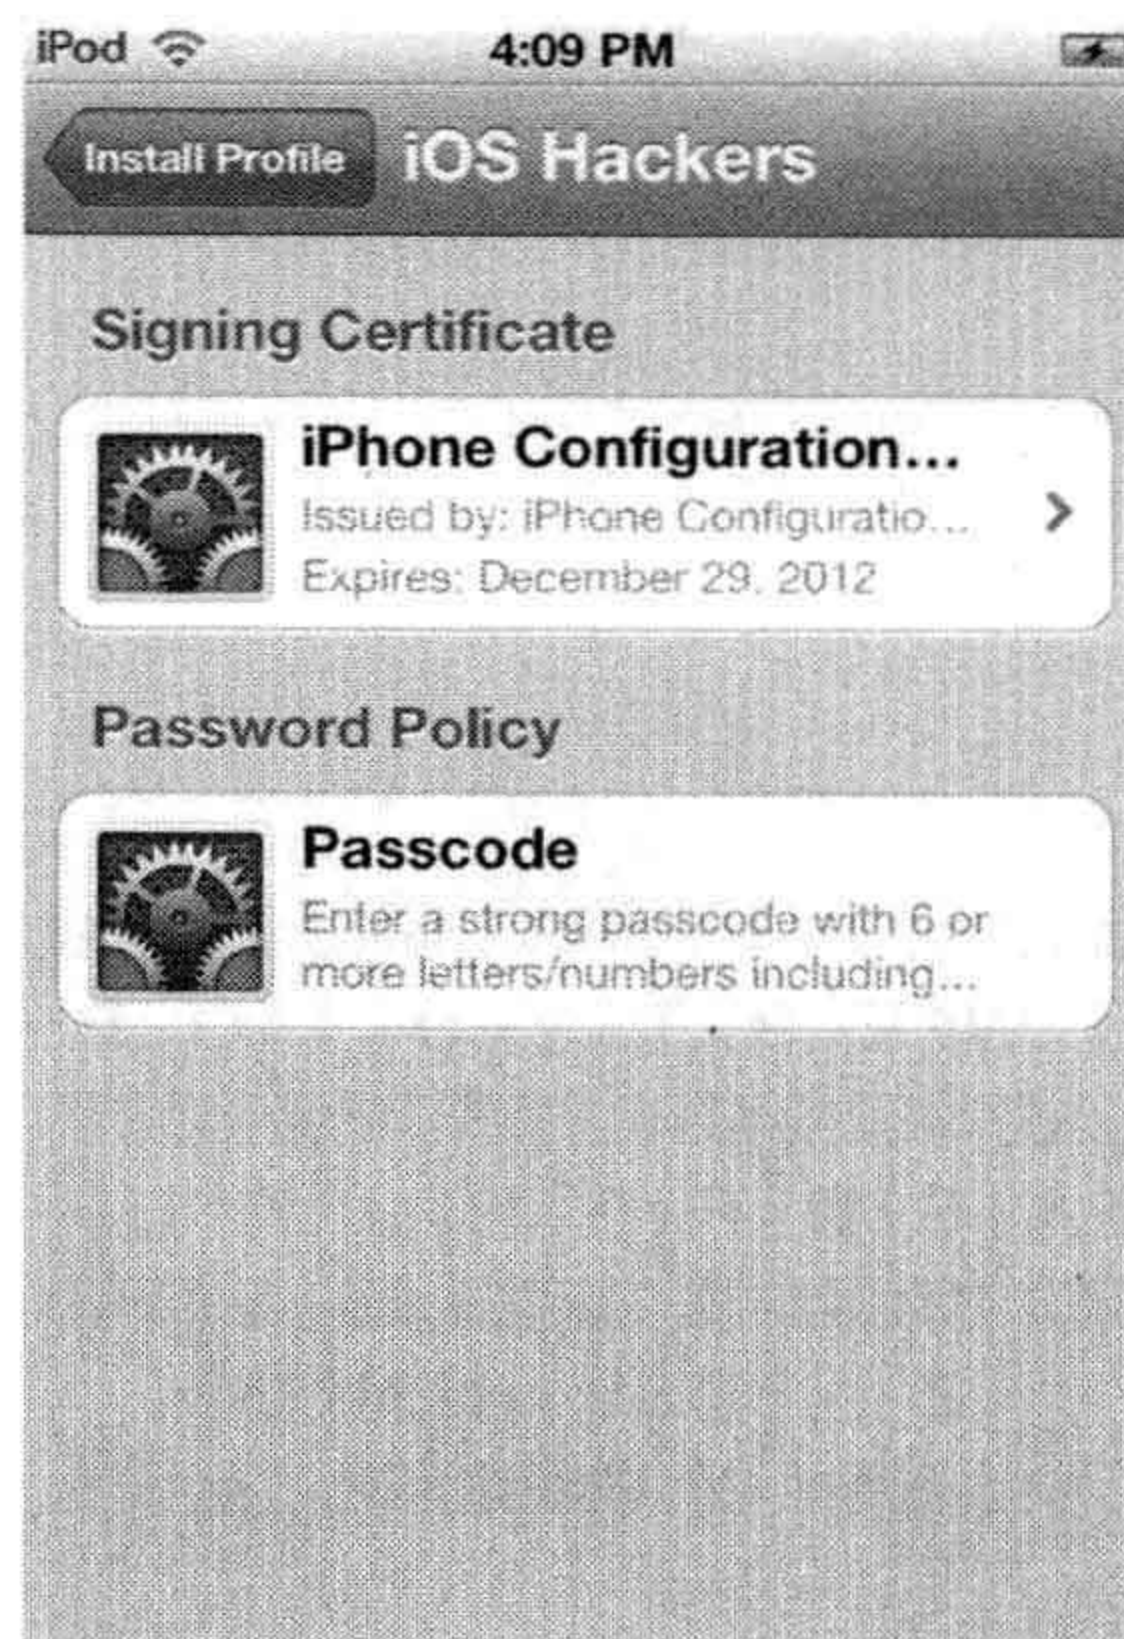 iPod
4:09 PM
Install Profile
iOS Hackers
Signing Certificate
iPhone Configuration...
Issued by: iPhone Configuratio...
Expires: December 29, 2012
Password Policy
Passcode
Enter a strong passcode with 6 or
more letters/numbers including...